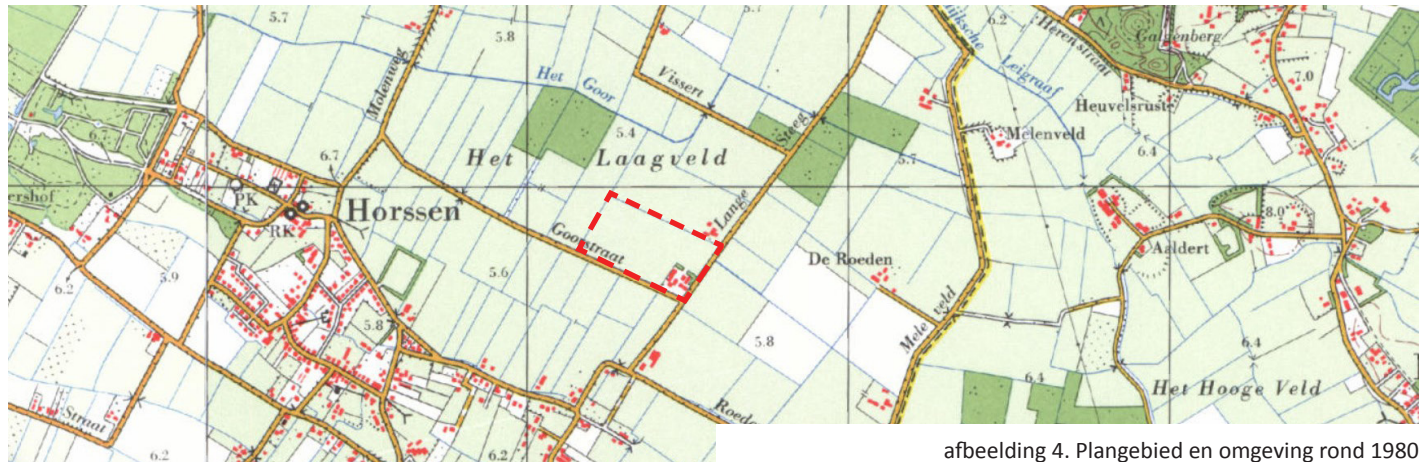 5.7
5.8
Molenweg
Het
Goor
Vissert
5.4
Steeg
5.7
6.2
Leigraaf
Herenstraat
Galgenberg
7.0
Heuvelsrust
Melenveld
6.4
Het Laagveld
6.7
PK
RK
Horssen
Goorstraat
Lange
De Roeden
8.0
Aaldert
5.9
6.2
5.6
5.8
5.8
Meleveld
6.4
6.4
Het Hooge Veld
Straat
6.2
6.2
afbeelding 4. Plangebied en omgeving rond 1980